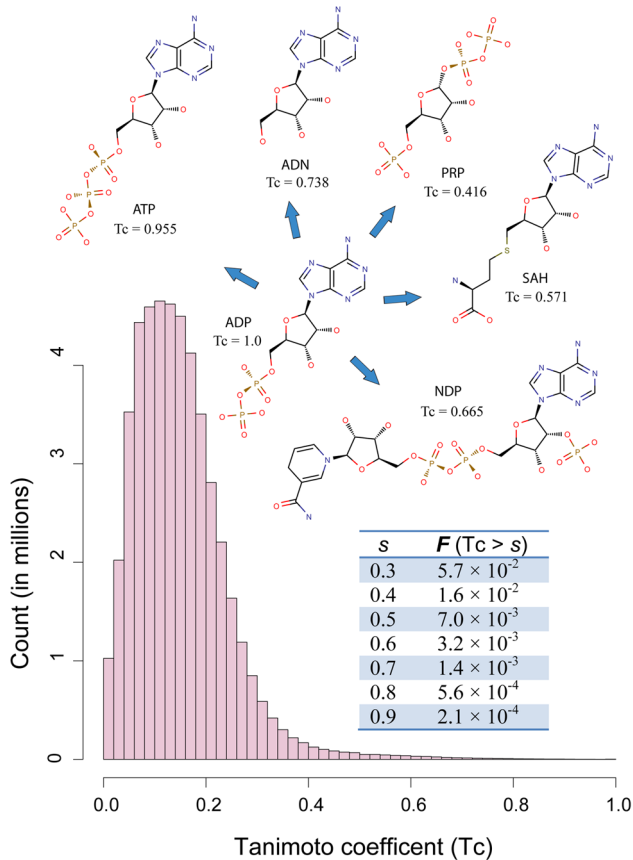 ATP
Tc = 0.955
ADN
Tc = 0.738
PRP
Tc = 0.416
SAH
Tc = 0.571
ADP
Tc = 1.0
NDP
Tc = 0.665
s F (Tc > s)
0.3 5.7 × 10⁻²
0.4 1.6 × 10⁻²
0.5 7.0 × 10⁻³
0.6 3.2 × 10⁻³
0.7 1.4 × 10⁻³
0.8 5.6 × 10⁻⁴
0.9 2.1 × 10⁻⁴
Count (in millions)
4
3
2
1
0
0.0 0.2 0.4 0.6 0.8 1.0
Tanimoto coefficent (Tc)